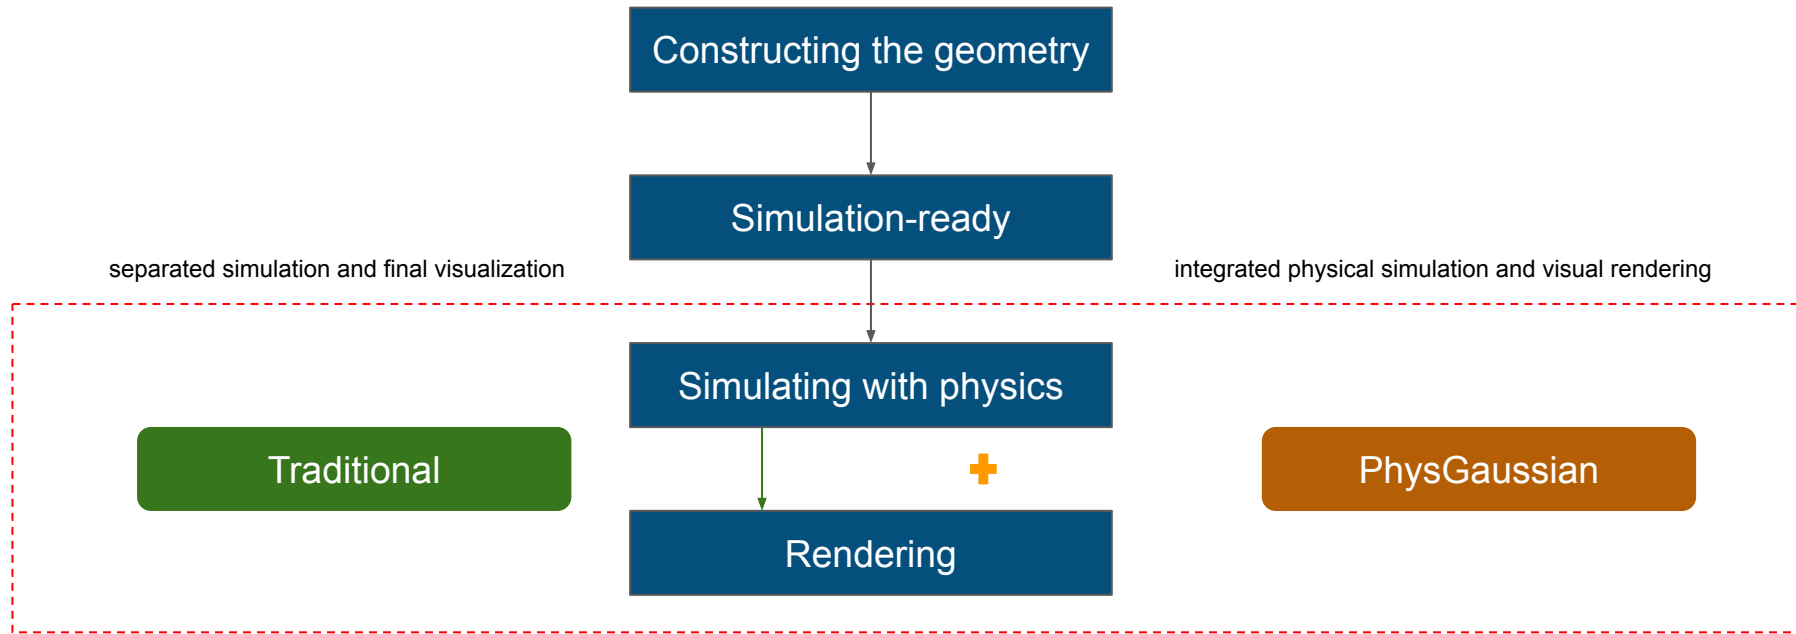 Constructing the geometry
Simulation-ready
separated simulation and final visualization
integrated physical simulation and visual rendering
Simulating with physics
Traditional
PhysGaussian
Rendering